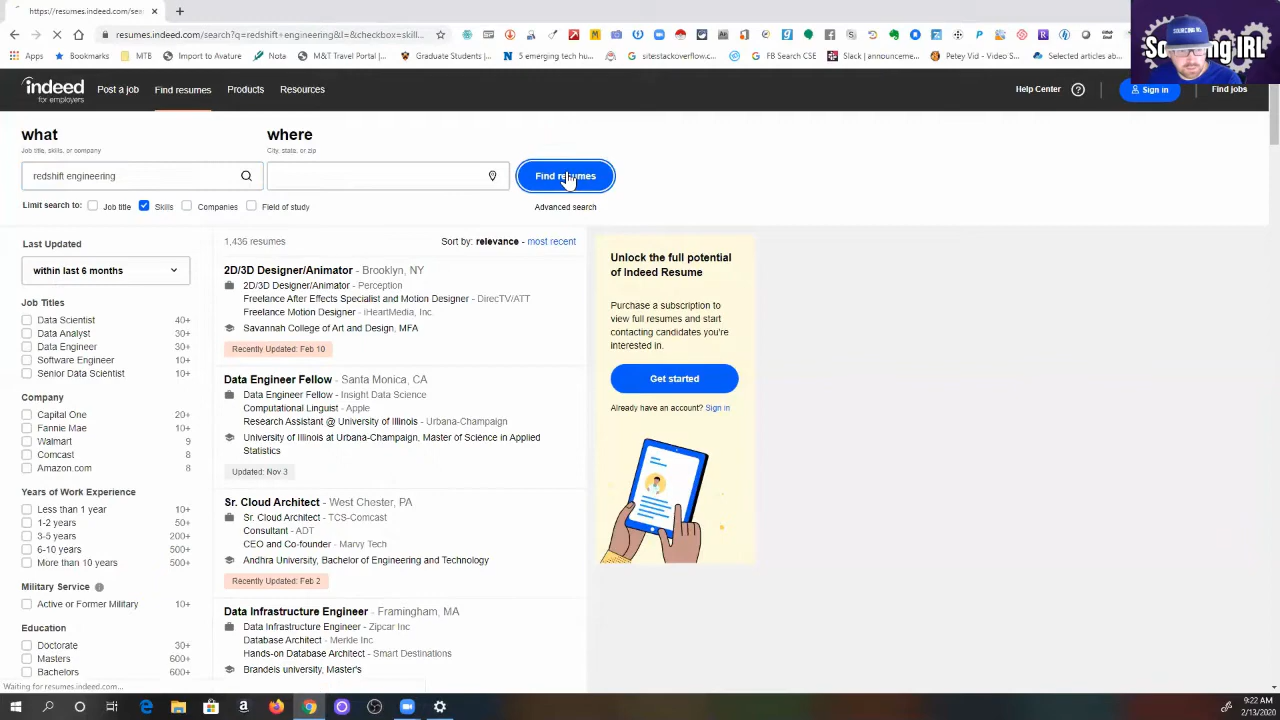 https://resumes.indeed.com/sea
resumes.indeed.com/search?q=redshift+engineering&l=&checkbox=skill...
Apps Bookmarks MTB Import to Avature Nota M&T Travel Portal | Graduate Students | ... 5 emerging tech hu... site:stackoverflow.c... FB Search CSE Slack | announceme... Petey Vid - Video S... Selected articles ab...
SOURCING IRL
indeed
for employers
Post a job Find resumes Products Resources Help Center Sign in Find jobs
what where
Job title, skills, or company City, state, or zip
redshift engineering Find resumes
Limit search to: Job title Skills Companies Field of study Advanced search
Last Updated
within last 6 months
Job Titles
Data Scientist 40+
Data Analyst 30+
Data Engineer 30+
Software Engineer 10+
Senior Data Scientist 10+
Company
Capital One 20+
Fannie Mae 10+
Walmart 9
Comcast 8
Amazon.com 8
Years of Work Experience
Less than 1 year 10+
1-2 years 50+
3-5 years 200+
6-10 years 500+
More than 10 years 500+
Military Service
Active or Former Military 10+
Education
Doctorate 30+
Masters 600+
Bachelors 600+
1,436 resumes Sort by: relevance - most recent
2D/3D Designer/Animator - Brooklyn, NY
2D/3D Designer/Animator - Perception
Freelance After Effects Specialist and Motion Designer - DirecTV/ATT
Freelance Motion Designer - iHeartMedia, Inc.
Savannah College of Art and Design, MFA
Recently Updated: Feb 10
Data Engineer Fellow - Santa Monica, CA
Data Engineer Fellow - Insight Data Science
Computational Linguist - Apple
Research Assistant @ University of Illinois - Urbana-Champaign
University of Illinois at Urbana-Champaign, Master of Science in Applied
Statistics
Updated: Nov 3
Sr. Cloud Architect - West Chester, PA
Sr. Cloud Architect - TCS-Comcast
Consultant - ADT
CEO and Co-founder - Marvy Tech
Andhra University, Bachelor of Engineering and Technology
Recently Updated: Feb 2
Data Infrastructure Engineer - Framingham, MA
Data Infrastructure Engineer - Zipcar Inc
Database Architect - Merkle Inc
Hands-on Database Architect - Smart Destinations
Brandeis university, Master's
Unlock the full potential
of Indeed Resume
Purchase a subscription to
view full resumes and start
contacting candidates you're
interested in.
Get started
Already have an account? Sign in
Waiting for resumes.indeed.com...
9:22 AM
2/13/2020